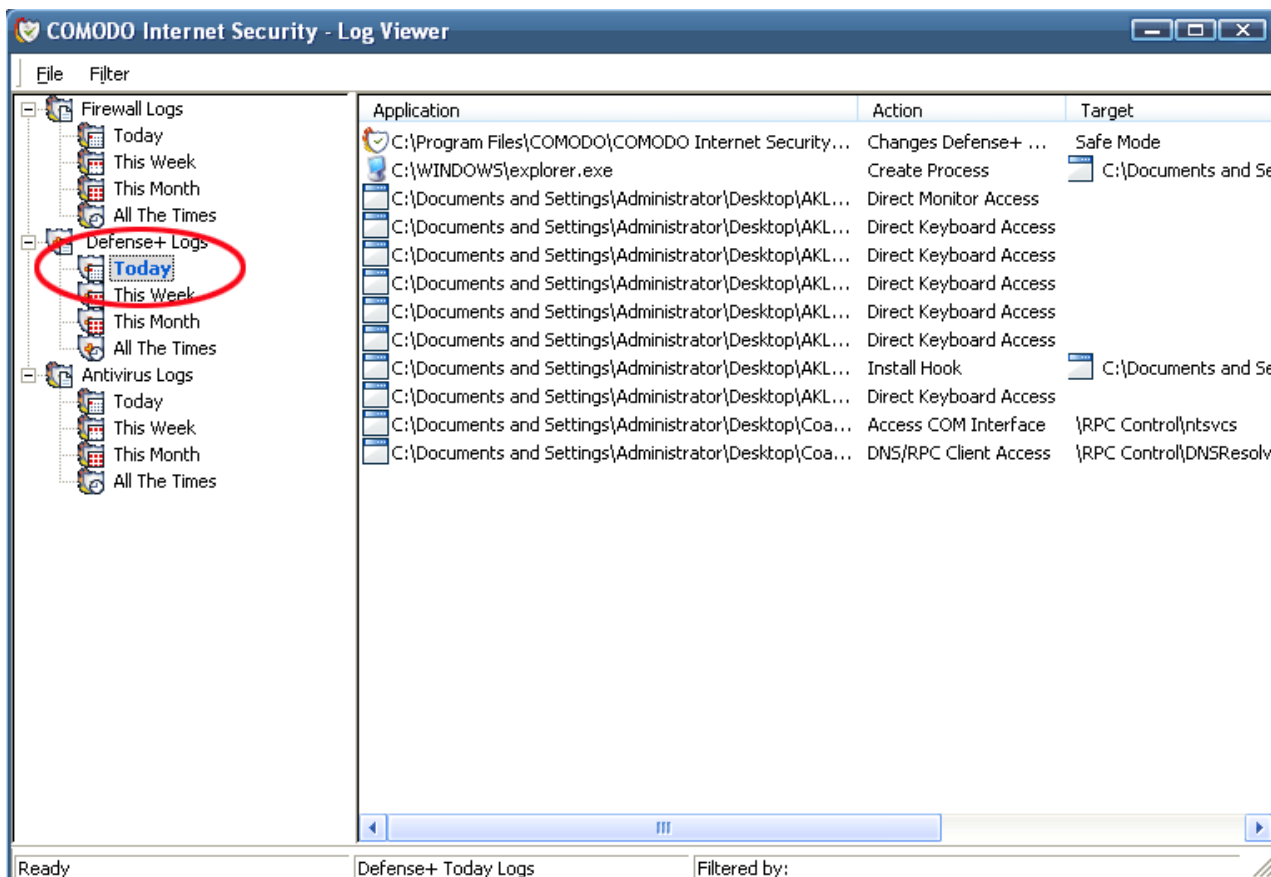 COMODO Internet Security - Log Viewer
File Filter
Firewall Logs
Today
This Week
This Month
All The Times
Defense+ Logs
Today
This Week
This Month
All The Times
Antivirus Logs
Today
This Week
This Month
All The Times
Application Action Target
C:\Program Files\COMODO\COMODO Internet Security... Changes Defense+ ... Safe Mode
C:\WINDOWS\explorer.exe Create Process C:\Documents and Se
C:\Documents and Settings\Administrator\Desktop\AKL... Direct Monitor Access
C:\Documents and Settings\Administrator\Desktop\AKL... Direct Keyboard Access
C:\Documents and Settings\Administrator\Desktop\AKL... Direct Keyboard Access
C:\Documents and Settings\Administrator\Desktop\AKL... Direct Keyboard Access
C:\Documents and Settings\Administrator\Desktop\AKL... Direct Keyboard Access
C:\Documents and Settings\Administrator\Desktop\AKL... Direct Keyboard Access
C:\Documents and Settings\Administrator\Desktop\AKL... Install Hook C:\Documents and Se
C:\Documents and Settings\Administrator\Desktop\AKL... Direct Keyboard Access
C:\Documents and Settings\Administrator\Desktop\Coa... Access COM Interface \RPC Control\ntsvcs
C:\Documents and Settings\Administrator\Desktop\Coa... DNS/RPC Client Access \RPC Control\DNSResolv
Ready Defense+ Today Logs Filtered by: